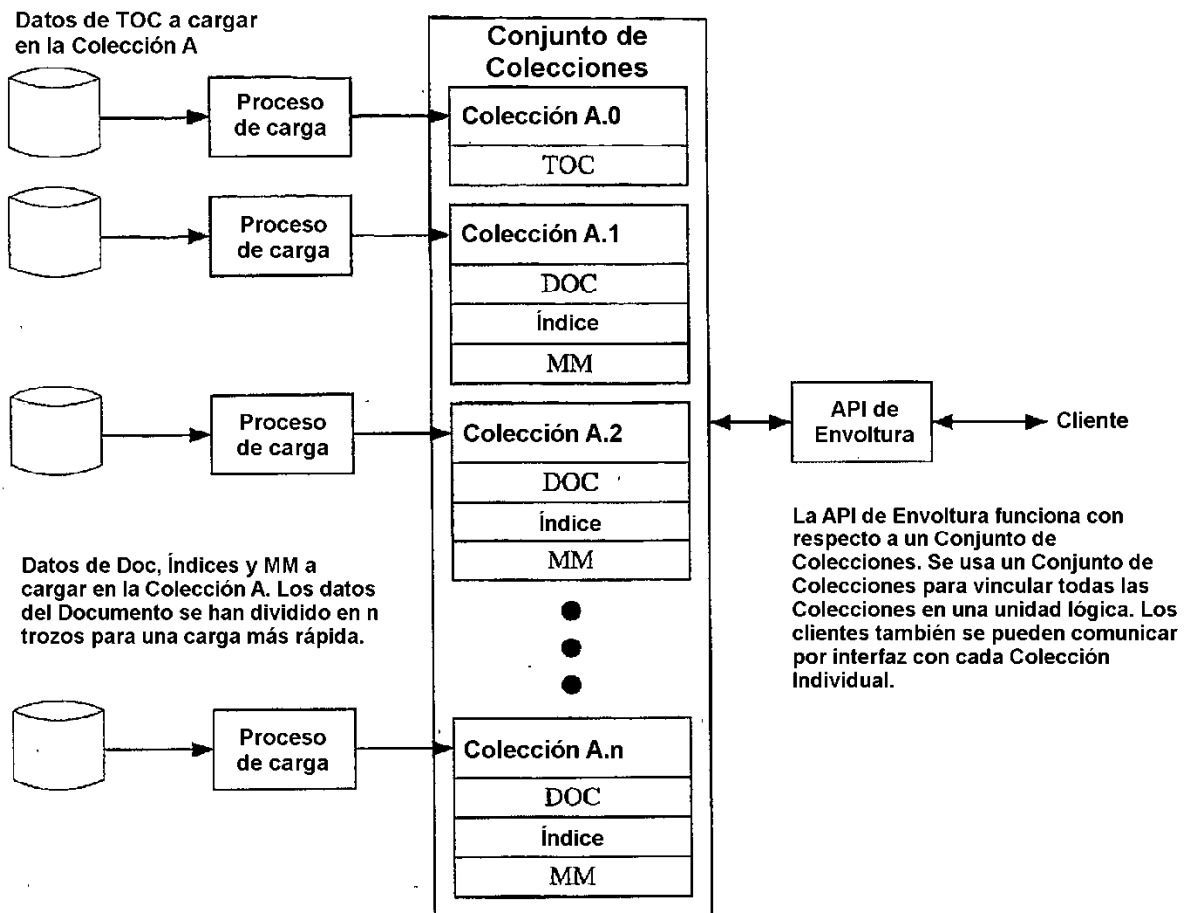 Datos de TOC a cargar
en la Colección A
Conjunto de
Colecciones
Proceso
de carga
Colección A.0
TOC
Proceso
de carga
Colección A.1
DOC
Índice
MM
Proceso
de carga
Colección A.2
DOC
Índice
MM
API de
Envoltura
Cliente
La API de Envoltura funciona con
respecto a un Conjunto de
Colecciones. Se usa un Conjunto de
Colecciones para vincular todas las
Colecciones en una unidad lógica. Los
clientes también se pueden comunicar
por interfaz con cada Colección
Individual.
Datos de Doc, Índices y MM a
cargar en la Colección A. Los datos
del Documento se han dividido en n
trozos para una carga más rápida.
Proceso
de carga
Colección A.n
DOC
Índice
MM